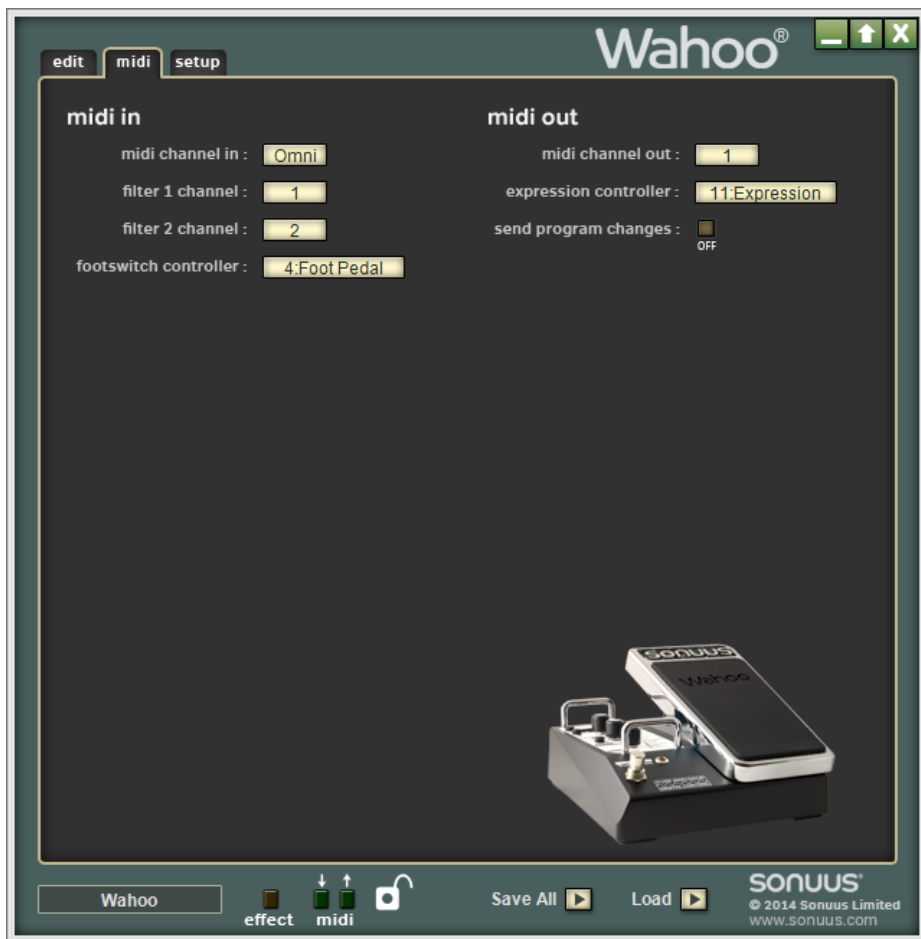 Wahoo®
edit midi setup
midi in
midi channel in : Omni
filter 1 channel : 1
filter 2 channel : 2
footswitch controller : 4:Foot Pedal
midi out
midi channel out : 1
expression controller : 11:Expression
send program changes :
OFF
sonuus
Wahoo
Wahoo
effect
midi
Save All
Load
sonuus®
© 2014 Sonuus Limited
www.sonuus.com